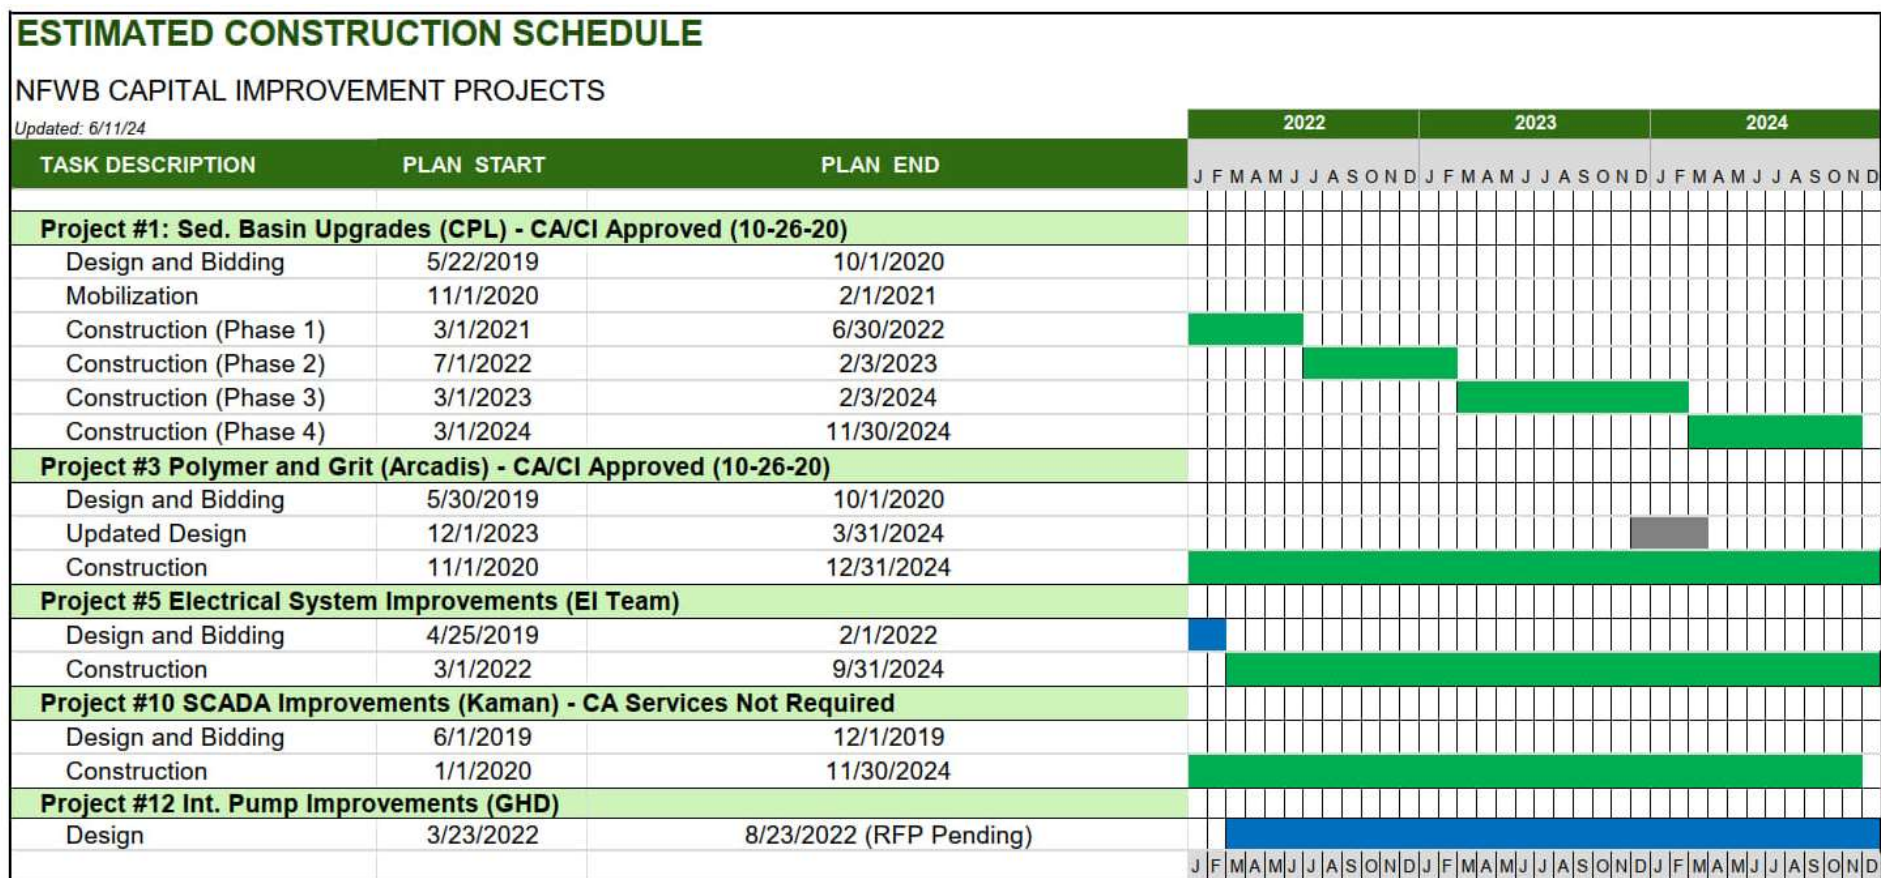 ESTIMATED CONSTRUCTION SCHEDULE
NFWB CAPITAL IMPROVEMENT PROJECTS
Updated: 6/11/24
2022 2023 2024
TASK DESCRIPTION PLAN START PLAN END
J F M A M J J A S O N D J F M A M J J A S O N D J F M A M J J A S O N D
Project #1: Sed. Basin Upgrades (CPL) - CA/CI Approved (10-26-20)
Design and Bidding 5/22/2019 10/1/2020
Mobilization 11/1/2020 2/1/2021
Construction (Phase 1) 3/1/2021 6/30/2022
Construction (Phase 2) 7/1/2022 2/3/2023
Construction (Phase 3) 3/1/2023 2/3/2024
Construction (Phase 4) 3/1/2024 11/30/2024
Project #3 Polymer and Grit (Arcadis) - CA/CI Approved (10-26-20)
Design and Bidding 5/30/2019 10/1/2020
Updated Design 12/1/2023 3/31/2024
Construction 11/1/2020 12/31/2024
Project #5 Electrical System Improvements (EI Team)
Design and Bidding 4/25/2019 2/1/2022
Construction 3/1/2022 9/31/2024
Project #10 SCADA Improvements (Kaman) - CA Services Not Required
Design and Bidding 6/1/2019 12/1/2019
Construction 1/1/2020 11/30/2024
Project #12 Int. Pump Improvements (GHD)
Design 3/23/2022 8/23/2022 (RFP Pending)
J F M A M J J A S O N D J F M A M J J A S O N D J F M A M J J A S O N D